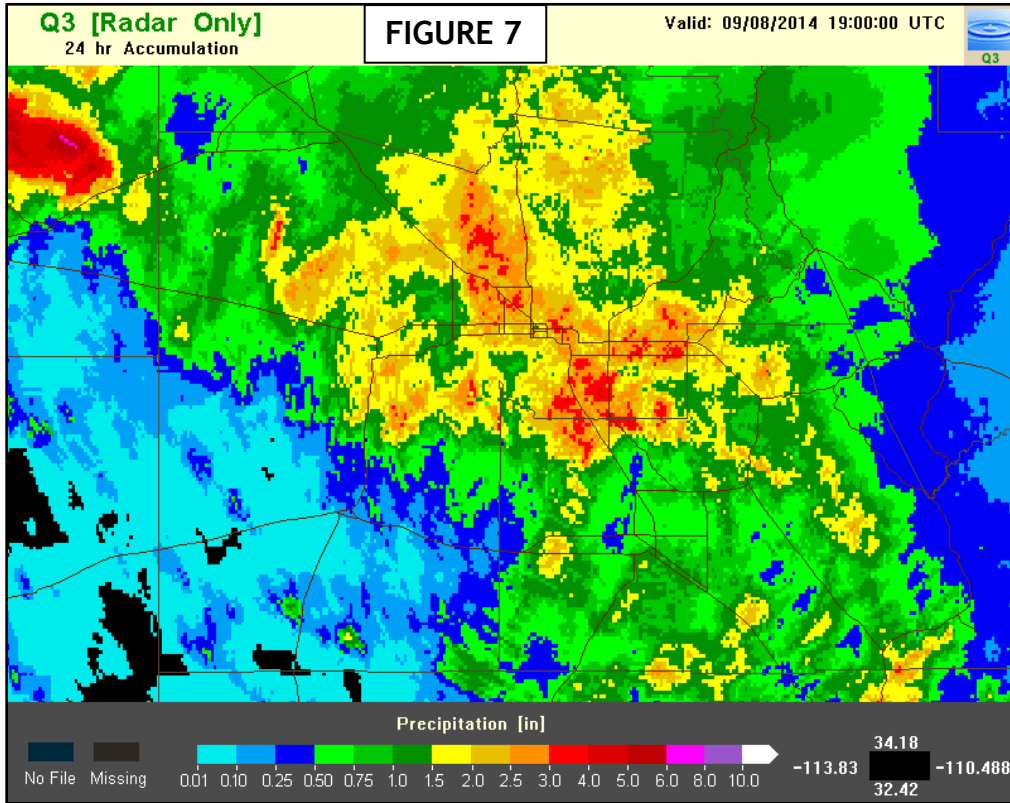 Q3 [Radar Only]
24 hr Accumulation
FIGURE 7
Valid: 09/08/2014 19:00:00 UTC
Q3
Precipitation [in]
No File Missing
0.01 0.10 0.25 0.50 0.75 1.0 1.5 2.0 2.5 3.0 4.0 5.0 6.0 8.0 10.0
34.18
-113.83 -110.488
32.42